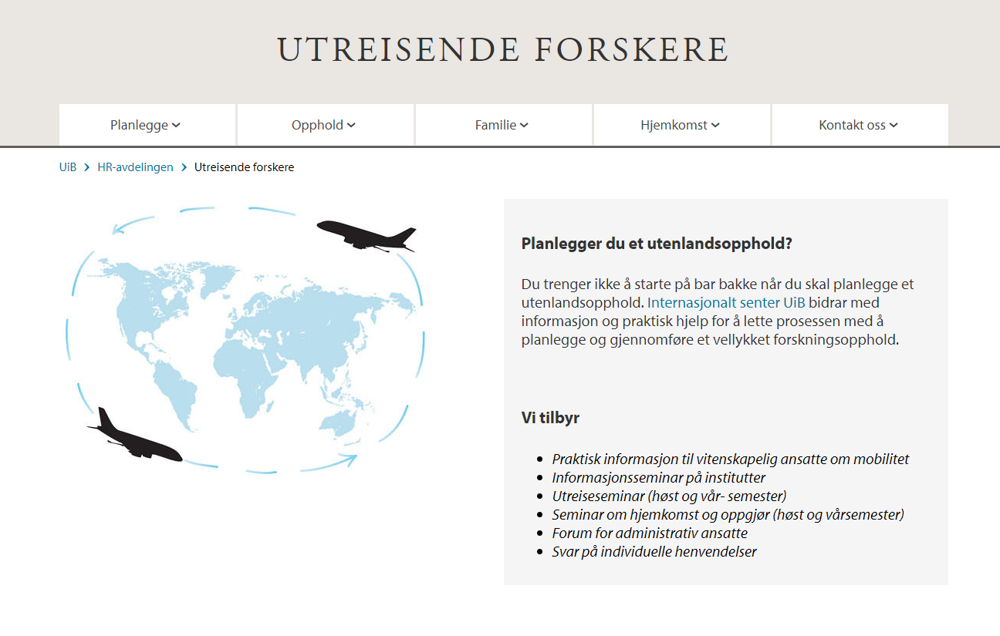 UTREISENDE FORSKERE
Planlegge
Opphold
Familie
Hjemkomst
Kontakt oss
UiB > HR-avdelingen > Utreisende forskere
Planlegger du et utenlandsopphold?
Du trenger ikke å starte på bar bakke når du skal planlegge et
utenlandsopphold. Internasjonalt senter UiB bidrar med
informasjon og praktisk hjelp for å lette prosessen med å
planlegge og gjennomføre et vellykket forskningsopphold.
Vi tilbyr
• Praktisk informasjon til vitenskapelig ansatte om mobilitet
• Informasjonsseminar på institutter
• Utreiseseminar (høst og vår- semester)
• Seminar om hjemkomst og oppgjør (høst og vårsemester)
• Forum for administrativ ansatte
• Svar på individuelle henvendelser